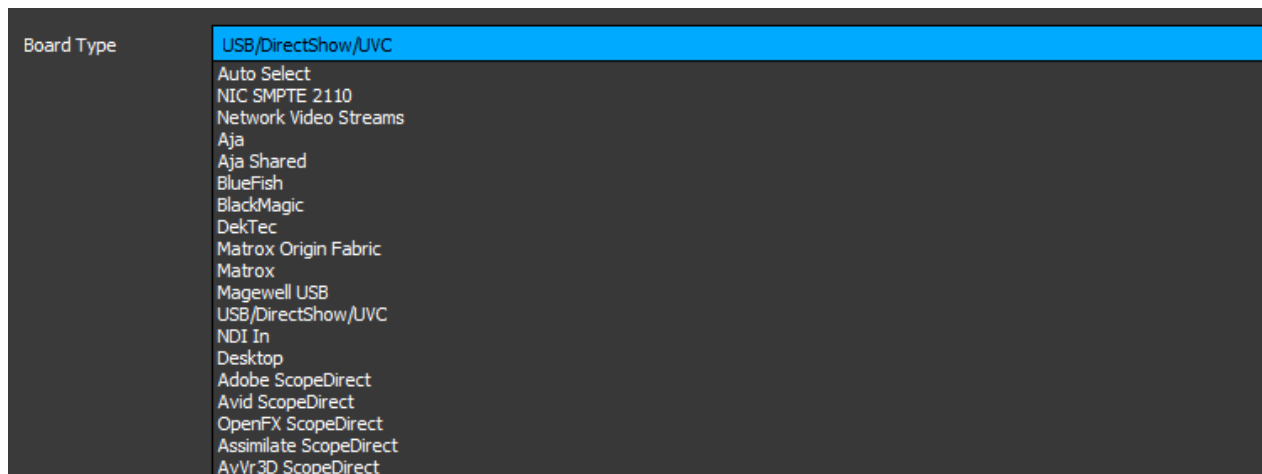 Board Type
USB/DirectShow/UVC
Auto Select
NIC SMPTE 2110
Network Video Streams
Aja
Aja Shared
BlueFish
BlackMagic
DekTec
Matrox Origin Fabric
Matrox
Magewell USB
USB/DirectShow/UVC
NDI In
Desktop
Adobe ScopeDirect
Avid ScopeDirect
OpenFX ScopeDirect
Assimilate ScopeDirect
AvVr3D ScopeDirect